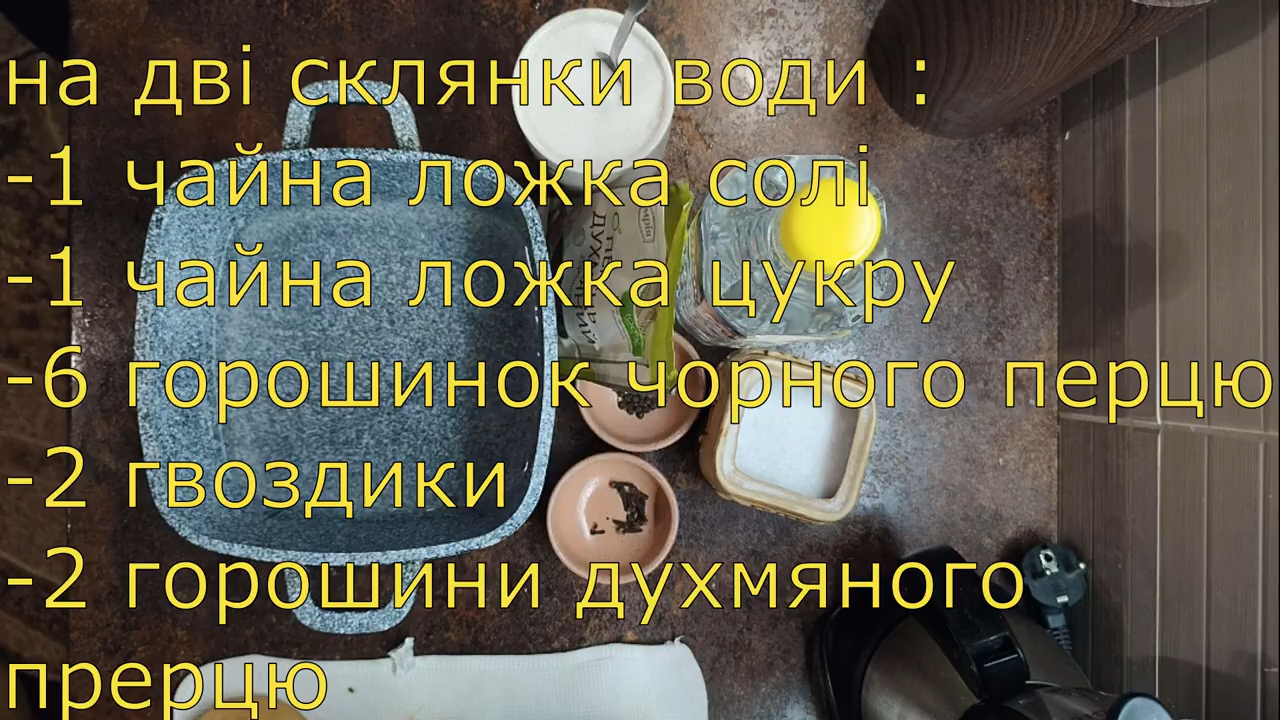 на дві склянки води :
-1 чайна ложка солі
-1 чайна ложка цукру
-6 горошинок чорного перцю
-2 гвоздики
-2 горошини духмяного
прерцю